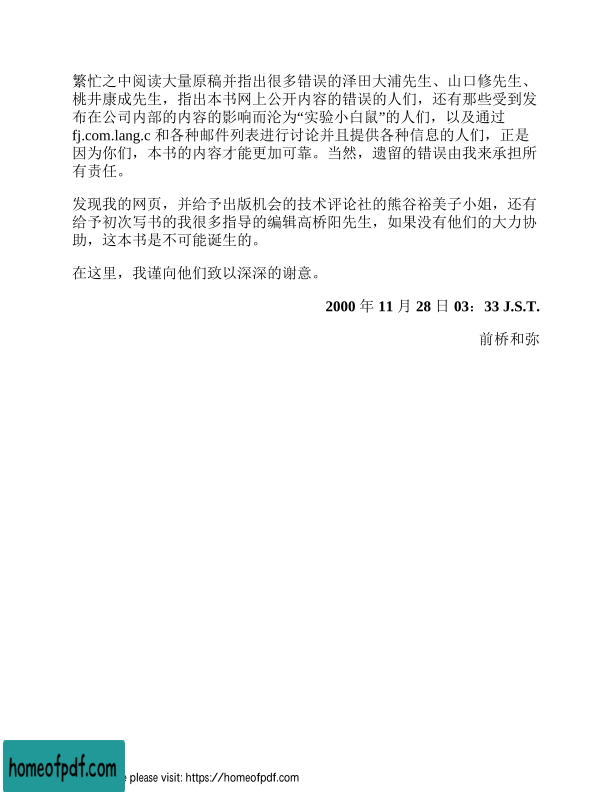 繁忙之中阅读大量原稿并指出很多错误的泽田大浦先生、山口修先生、
桃井康成先生，指出本书网上公开内容的错误的人们，还有那些受到发
布在公司内部的内容的影响而沦为“实验小白鼠”的人们，以及通过
fj.com.lang.c 和各种邮件列表进行讨论并且提供各种信息的人们，正是
因为你们，本书的内容才能更加可靠。当然，遗留的错误由我来承担所
有责任。
发现我的网页，并给予出版机会的技术评论社的熊谷裕美子小姐，还有
给予初次写书的我很多指导的编辑高桥阳先生，如果没有他们的大力协
助，这本书是不可能诞生的。
在这里，我谨向他们致以深深的谢意。
2000 年 11 月 28 日 03：33 J.S.T.
前桥和弥
homeofpdf.com
please visit: https://homeofpdf.com